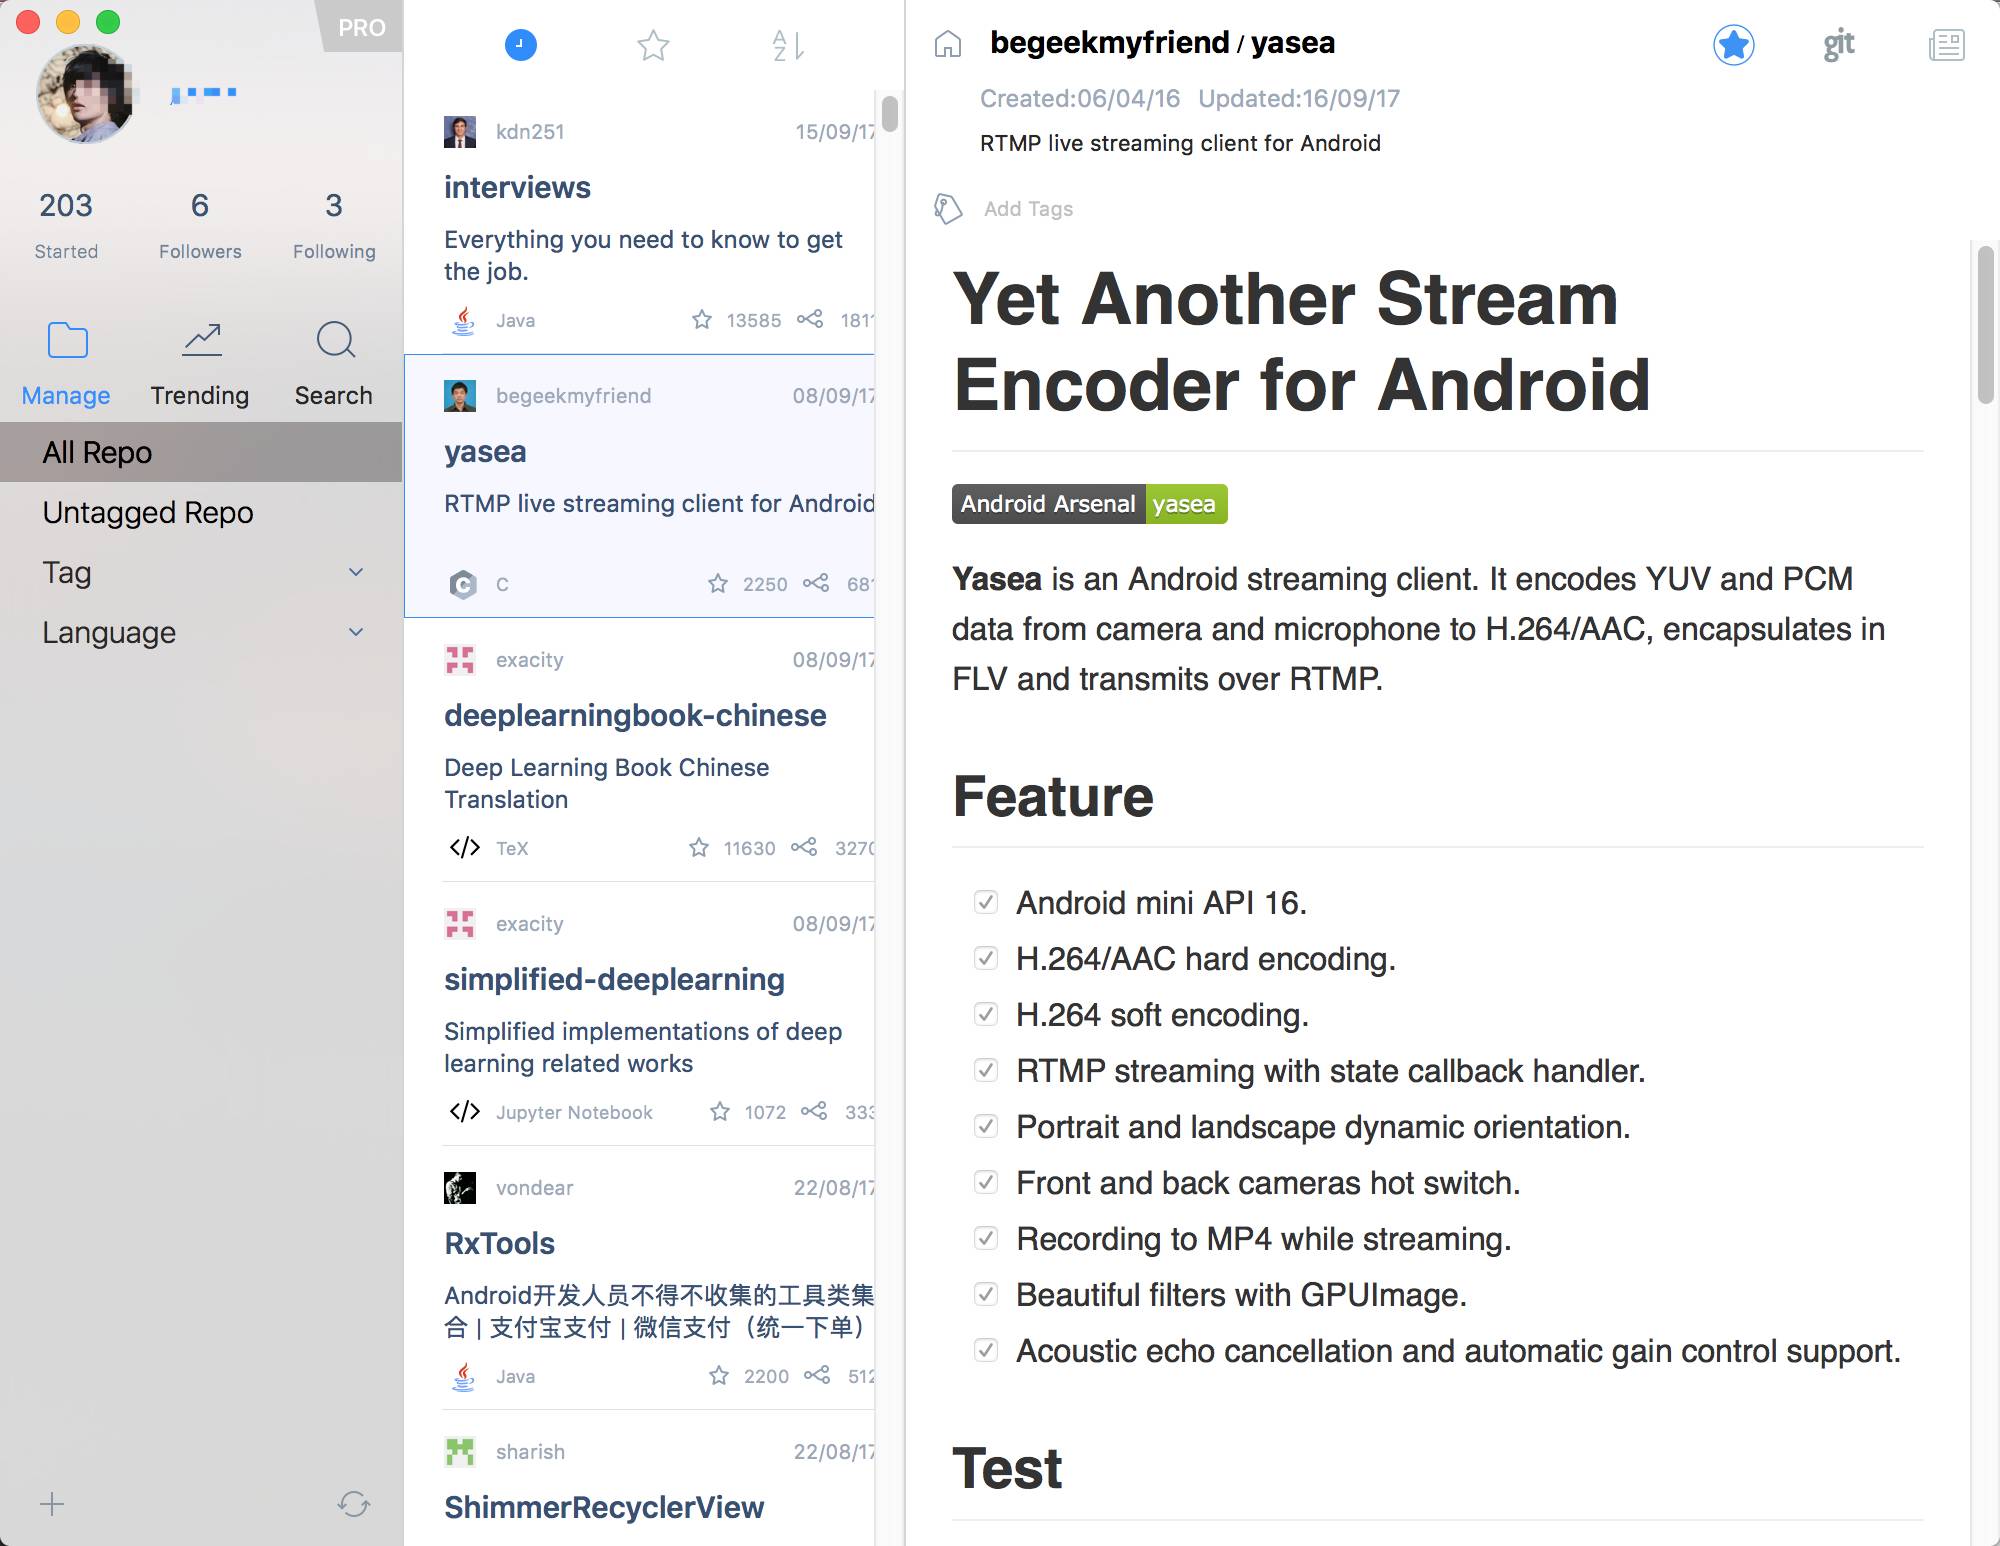 PRO
203
6
3
Started
Followers
Following
Manage
Trending
Search
All Repo
Untagged Repo
Tag
Language
A
Z
kdn251
15/09/17
interviews
Everything you need to know to get
the job.
Java
13585
1811
begeekmyfriend
08/09/17
yasea
RTMP live streaming client for Android
C
2250
681
exacity
08/09/17
deeplearningbook-chinese
Deep Learning Book Chinese
Translation
TeX
11630
3270
exacity
08/09/17
simplified-deeplearning
Simplified implementations of deep
learning related works
Jupyter Notebook
1072
333
vondear
22/08/17
RxTools
Android开发人员不得不收集的工具类集
合 | 支付宝支付 | 微信支付（统一下单）
Java
2200
512
sharish
22/08/17
ShimmerRecyclerView
begeekmyfriend / yasea
git
Created:06/04/16 Updated:16/09/17
RTMP live streaming client for Android
Add Tags
Yet Another Stream
Encoder for Android
Android Arsenal yasea
Yasea is an Android streaming client. It encodes YUV and PCM
data from camera and microphone to H.264/AAC, encapsulates in
FLV and transmits over RTMP.
Feature
Android mini API 16.
H.264/AAC hard encoding.
H.264 soft encoding.
RTMP streaming with state callback handler.
Portrait and landscape dynamic orientation.
Front and back cameras hot switch.
Recording to MP4 while streaming.
Beautiful filters with GPUImage.
Acoustic echo cancellation and automatic gain control support.
Test